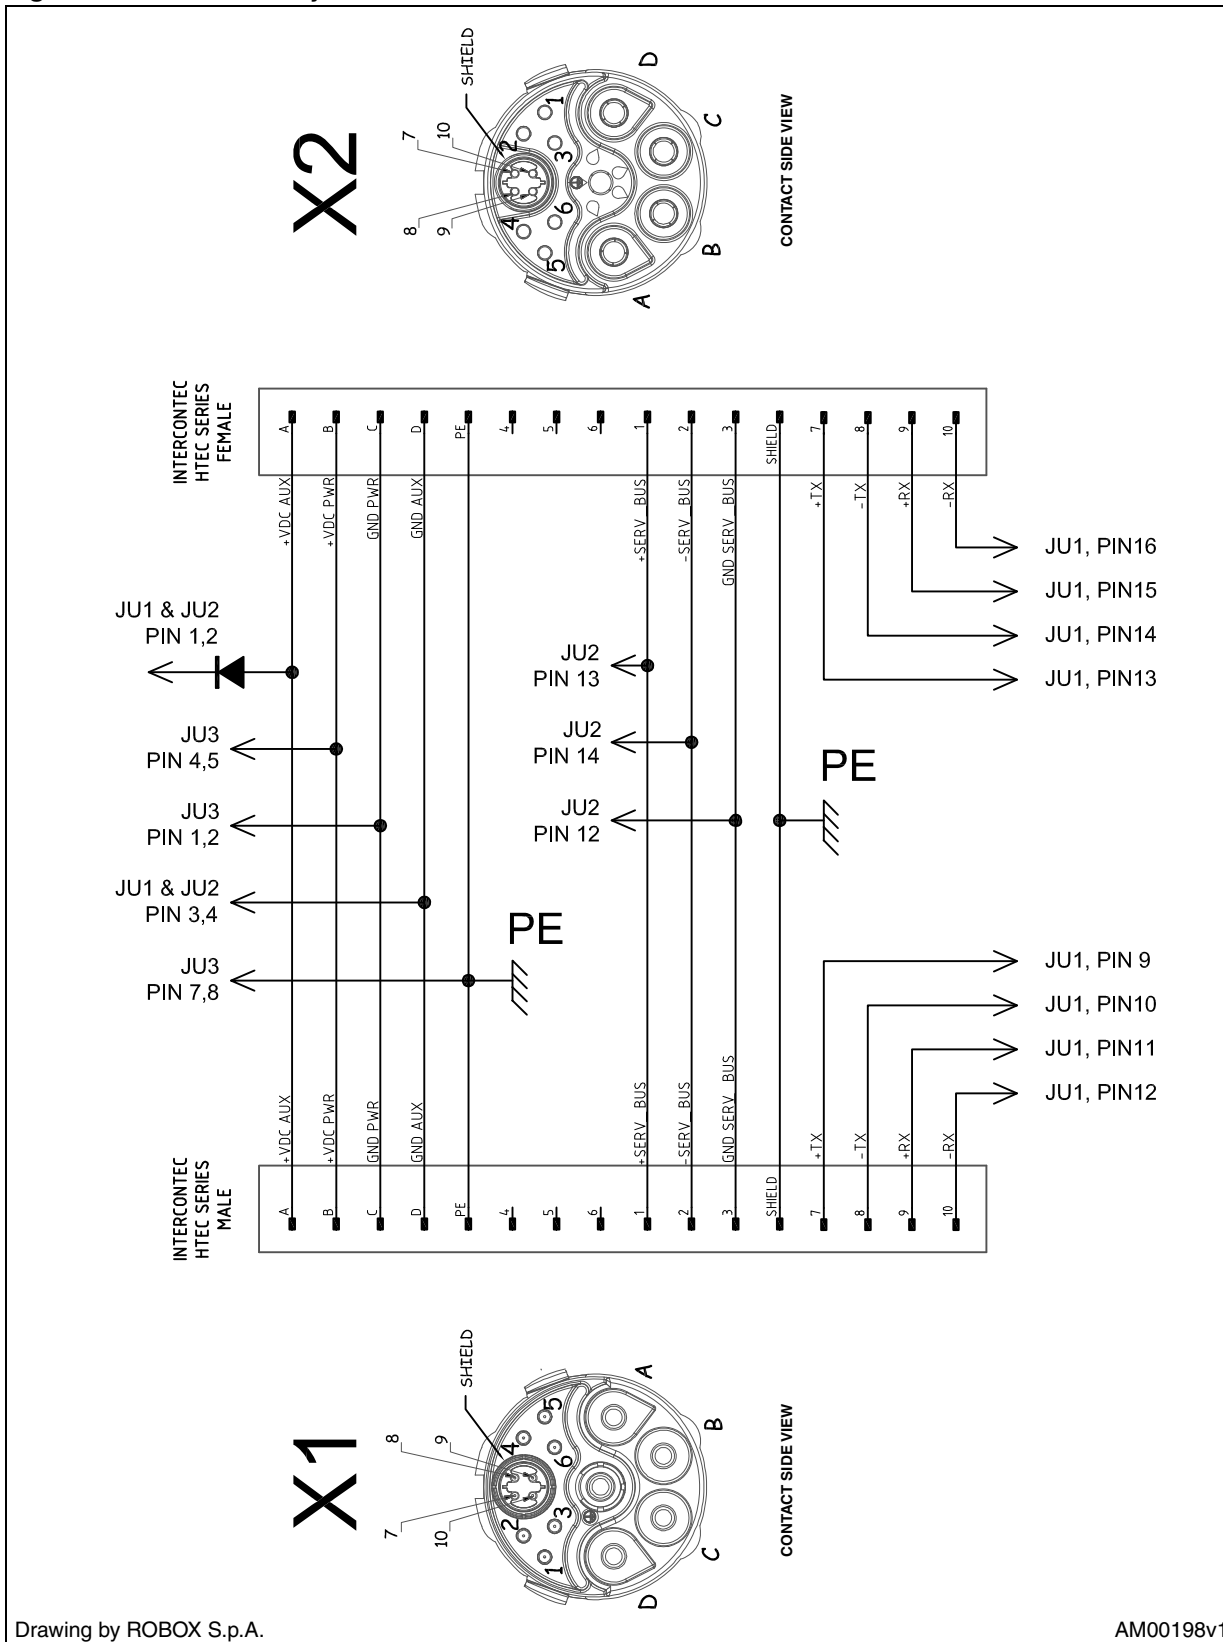 SHIELD
X2
7
10
8
9
1
2
3
4
5
6
A
B
C
D
CONTACT SIDE VIEW
INTERCONTEC
HTEC SERIES
FEMALE
A
B
C
D
PE
4
5
6
1
2
3
SHIELD
7
8
9
10
+VDC AUX
+VDC PWR
GND PWR
GND AUX
+SERV_BUS
-SERV_BUS
GND SERV_BUS
+TX
-TX
+RX
-RX
JU1, PIN16
JU1, PIN15
JU1, PIN14
JU1, PIN13
JU1 & JU2
PIN 1,2
JU3
PIN 4,5
JU3
PIN 1,2
JU1 & JU2
PIN 3,4
JU3
PIN 7,8
PE
JU2
PIN 13
JU2
PIN 14
JU2
PIN 12
PE
JU1, PIN 9
JU1, PIN10
JU1, PIN11
JU1, PIN12
+VDC AUX
+VDC PWR
GND PWR
GND AUX
+SERV_BUS
-SERV_BUS
GND SERV_BUS
+TX
-TX
+RX
-RX
INTERCONTEC
HTEC SERIES
MALE
A
B
C
D
PE
4
5
6
1
2
3
SHIELD
7
8
9
10
SHIELD
X1
8
9
7
10
5
4
6
2
3
1
A
B
C
D
CONTACT SIDE VIEW
Drawing by ROBOX S.p.A.
AM00198v1